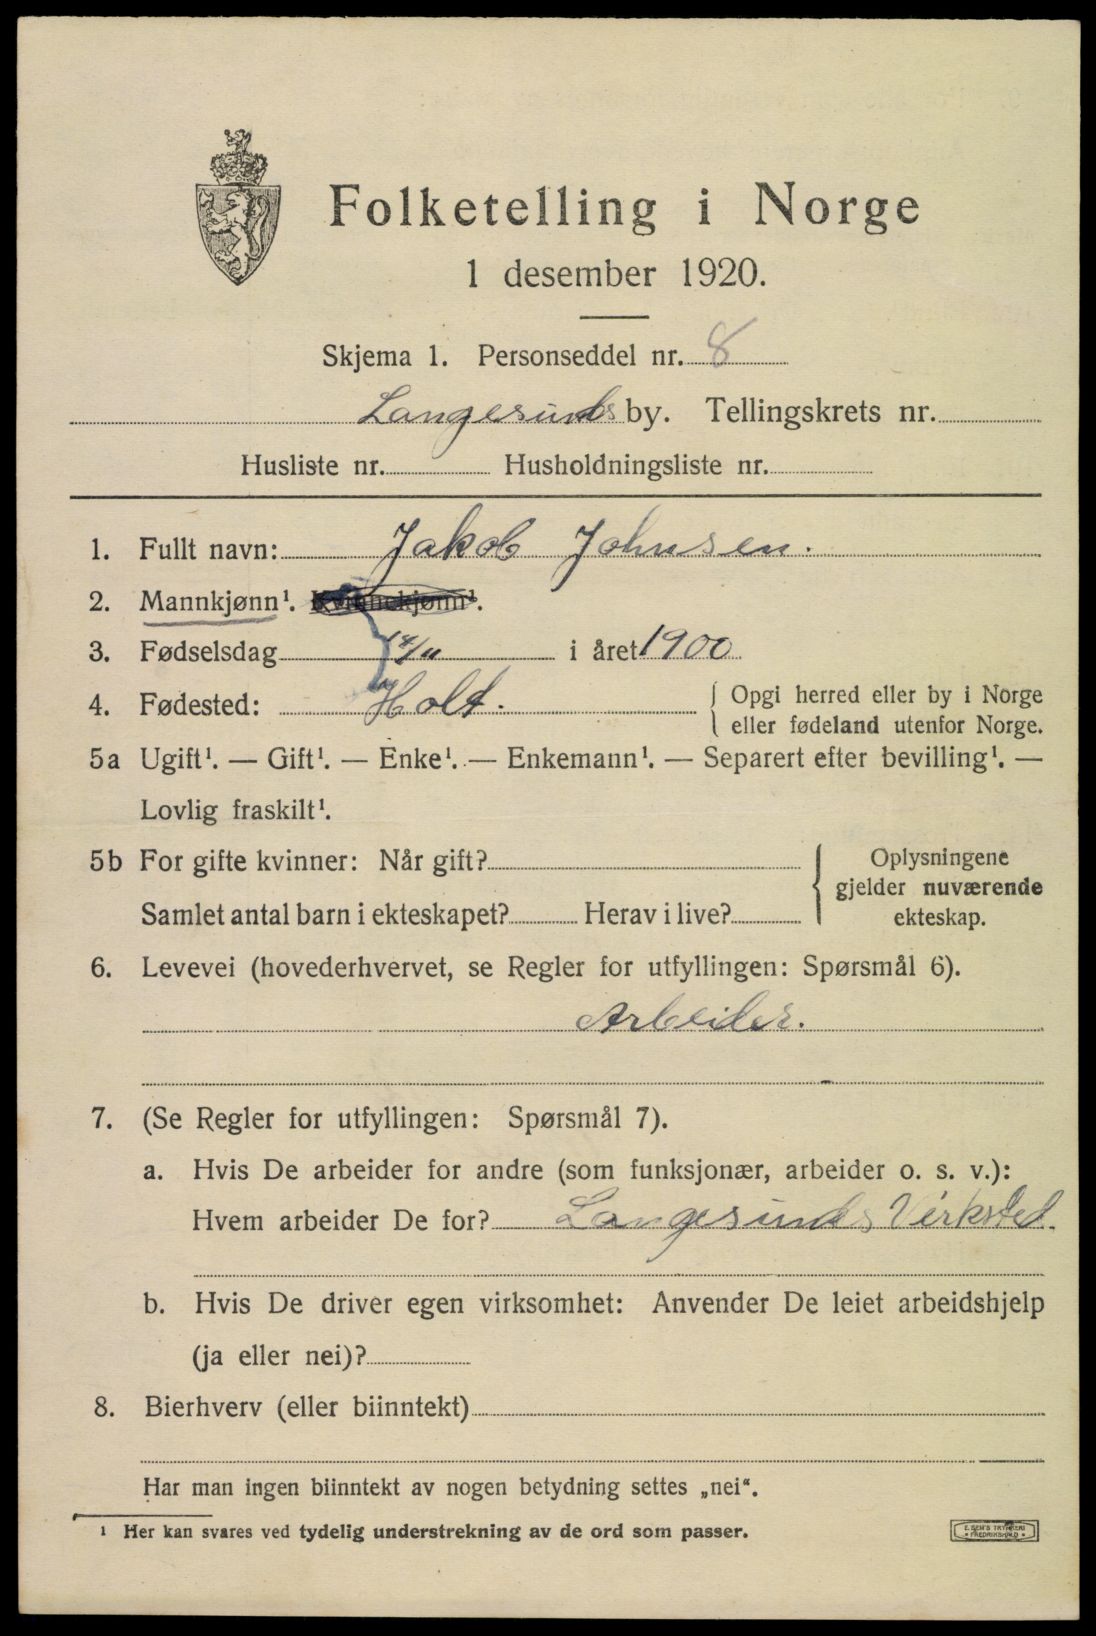 Folketelling i Norge
1 desember 1920.
Skjema 1. Personseddel nr. 8
Langesunds by. Tellingskrets nr.
Husliste nr. Husholdningsliste nr.
1. Fullt navn: Jakob Johnsen.
2. Mannkjønn¹. Kvinnekjønn¹.
3. Fødselsdag 14/11 i året 1900
4. Fødested: Holt. { Opgi herred eller by i Norge
eller fødeland utenfor Norge.
5a Ugift¹. — Gift¹. — Enke¹. — Enkemann¹. — Separert efter bevilling¹. —
Lovlig fraskilt¹.
5b For gifte kvinner: Når gift? { Oplysningene
gjelder nuværende
Samlet antal barn i ekteskapet? Herav i live? ekteskap.
6. Levevei (hovederhvervet, se Regler for utfyllingen: Spørsmål 6).
Arbeider.
7. (Se Regler for utfyllingen: Spørsmål 7).
a. Hvis De arbeider for andre (som funksjonær, arbeider o. s. v.):
Hvem arbeider De for? Langesunds Virksted.
b. Hvis De driver egen virksomhet: Anvender De leiet arbeidshjelp
(ja eller nei)?
8. Bierhverv (eller biinntekt)
Har man ingen biinntekt av nogen betydning settes „nei".
¹ Her kan svares ved tydelig understrekning av de ord som passer.